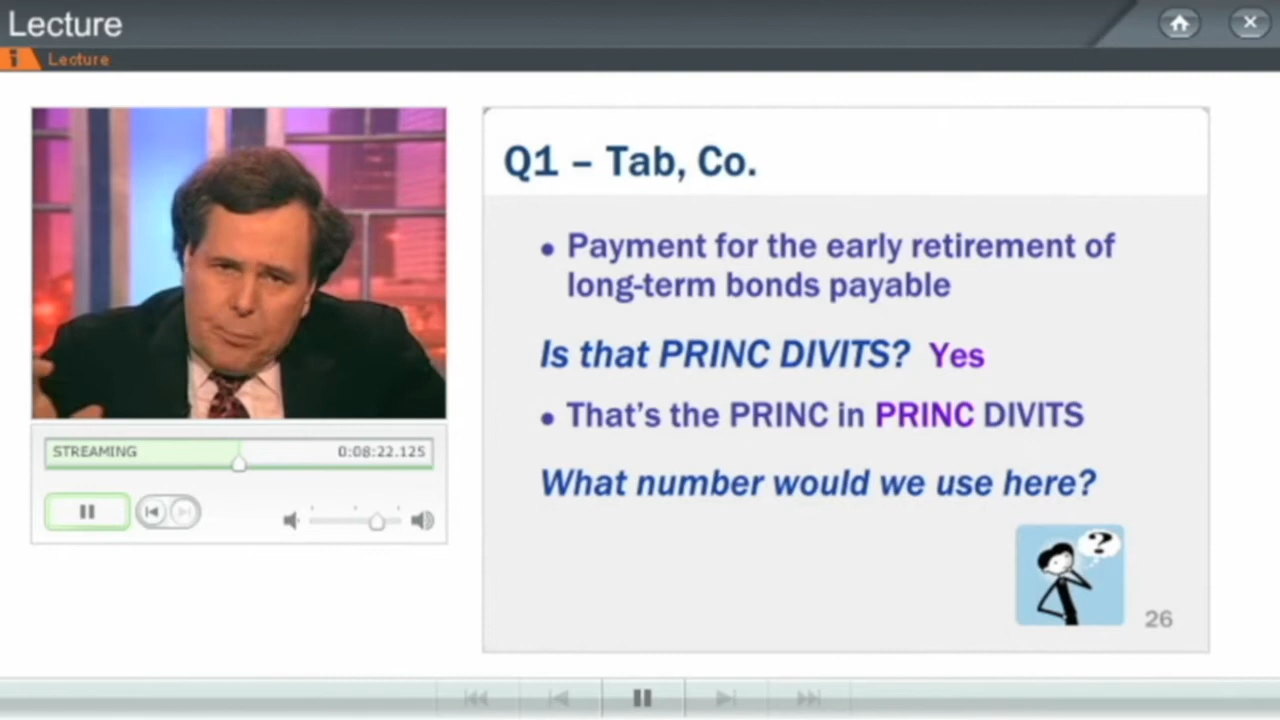 Lecture
i Lecture
Q1 – Tab, Co.
• Payment for the early retirement of
long-term bonds payable
Is that PRINC DIVITS? Yes
• That's the PRINC in PRINC DIVITS
What number would we use here?
?
26
STREAMING 0:08:22.125